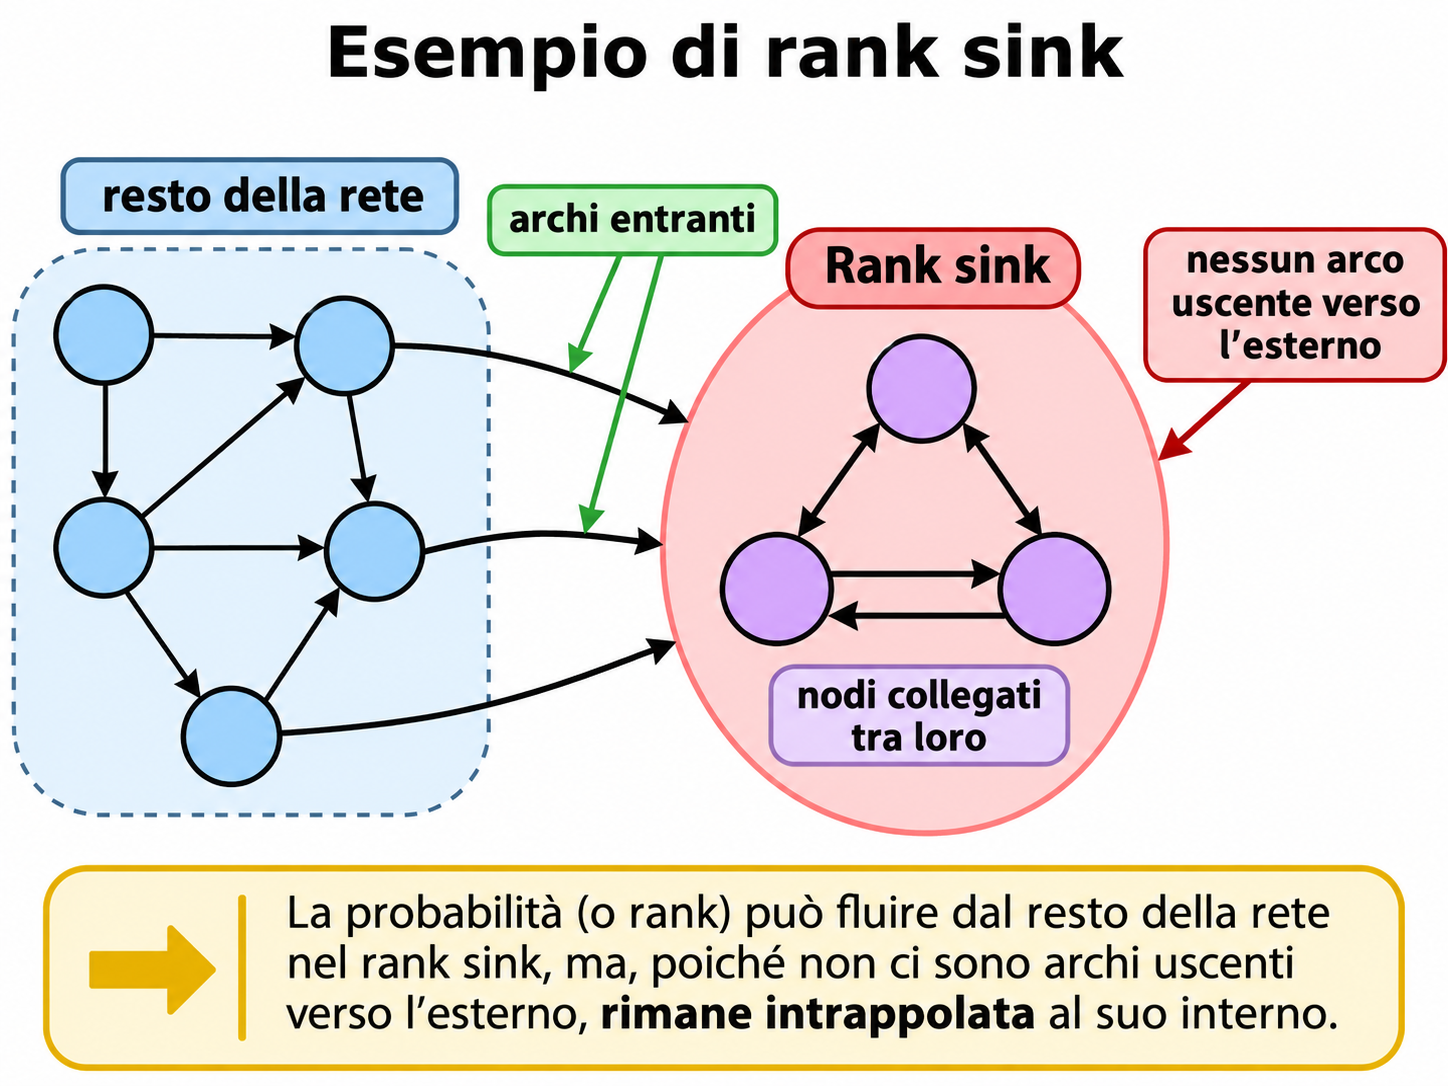 Esempio di rank sink
resto della rete
archi entranti
Rank sink
nessun arco
uscente verso
l’esterno
nodi collegati
tra loro
La probabilità (o rank) può fluire dal resto della rete
nel rank sink, ma, poiché non ci sono archi uscenti
verso l’esterno, rimane intrappolata al suo interno.